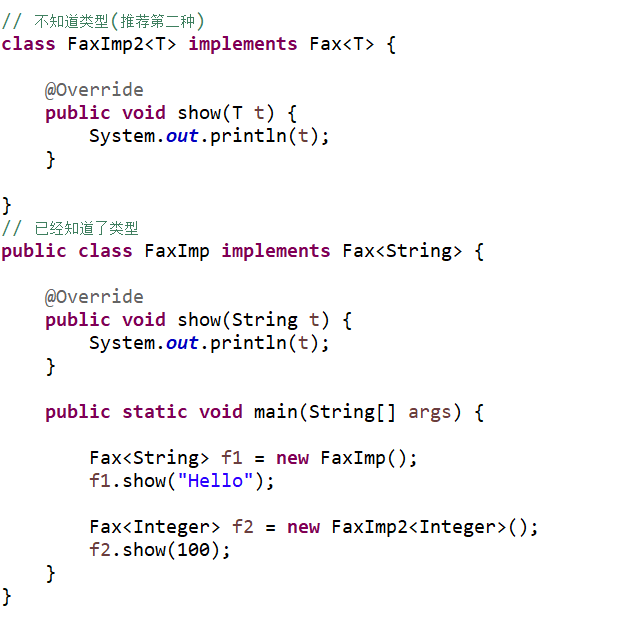 // 不知道类型(推荐第二种)
class FaxImp2<T> implements Fax<T> {
@Override
public void show(T t) {
System.out.println(t);
}
}
// 已经知道了类型
public class FaxImp implements Fax<String> {
@Override
public void show(String t) {
System.out.println(t);
}
public static void main(String[] args) {
Fax<String> f1 = new FaxImp();
f1.show("Hello");
Fax<Integer> f2 = new FaxImp2<Integer>();
f2.show(100);
}
}